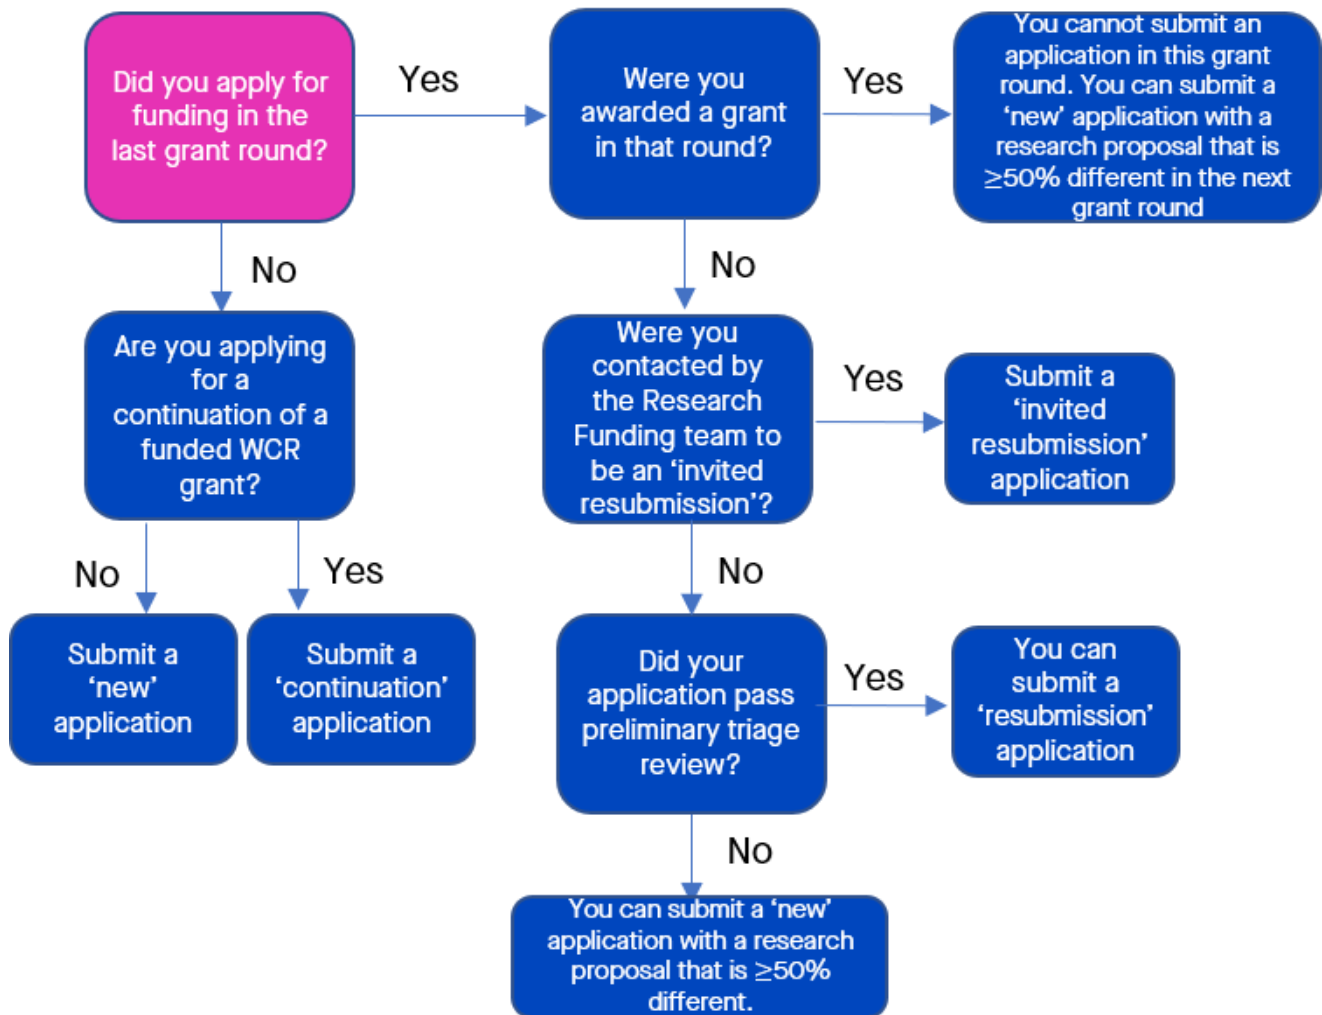 Did you apply for
funding in the
last grant round?
Yes
Were you
awarded a grant
in that round?
Yes
You cannot submit an
application in this grant
round. You can submit a
‘new’ application with a
research proposal that is
≥50% different in the next
grant round
No
No
Are you applying
for a
continuation of a
funded WCR
grant?
Were you
contacted by
the Research
Funding team to
be an ‘invited
resubmission’?
Yes
Submit a
‘invited
resubmission’
application
No
Yes
No
Submit a
‘new’
application
Submit a
‘continuation’
application
Did your
application pass
preliminary triage
review?
Yes
You can
submit a
‘resubmission’
application
No
You can submit a ‘new’
application with a research
proposal that is ≥50%
different.